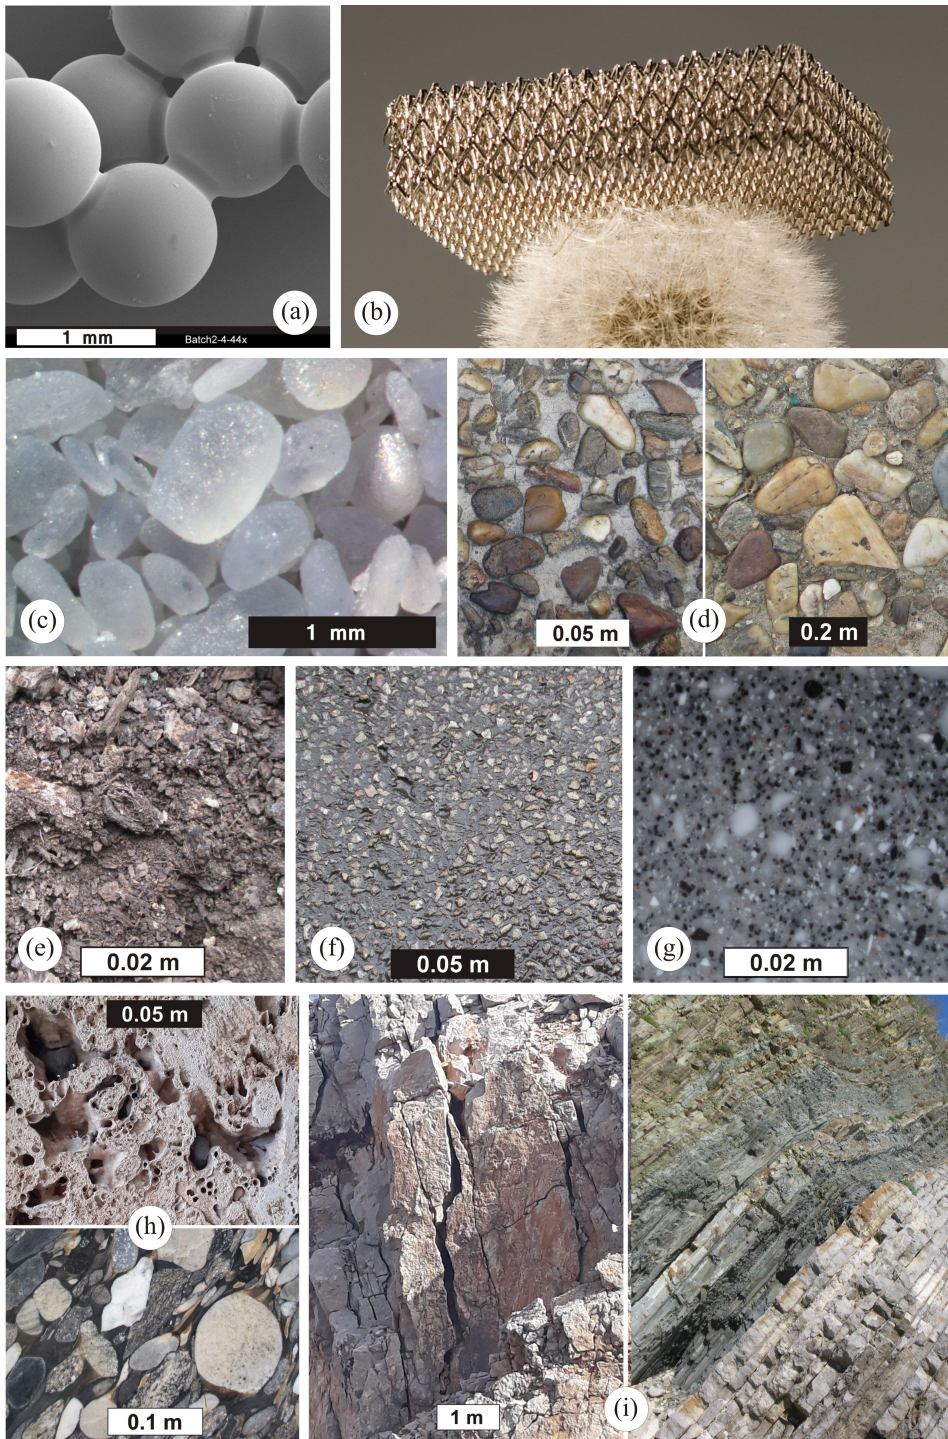 (a)
1 mm
Batch2-4-44x
(b)
(c)
1 mm
0.05 m
(d)
0.2 m
(e)
0.02 m
(f)
0.05 m
(g)
0.02 m
0.05 m
(h)
0.1 m
1 m
(i)